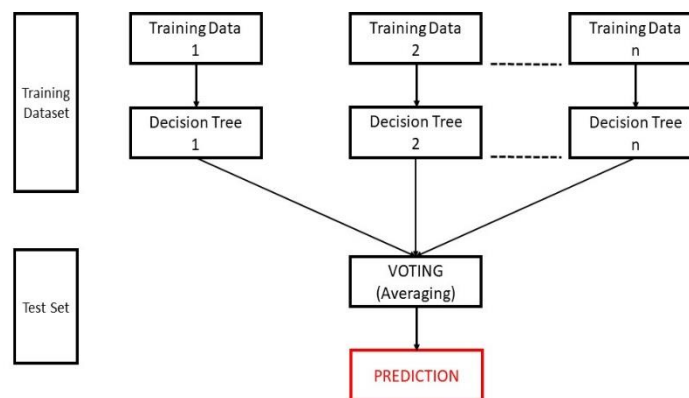 Training Data
1
Training Data
2
Training Data
n
Training
Dataset
Decision Tree
1
Decision Tree
2
Decision Tree
n
VOTING
(Averaging)
Test Set
PREDICTION